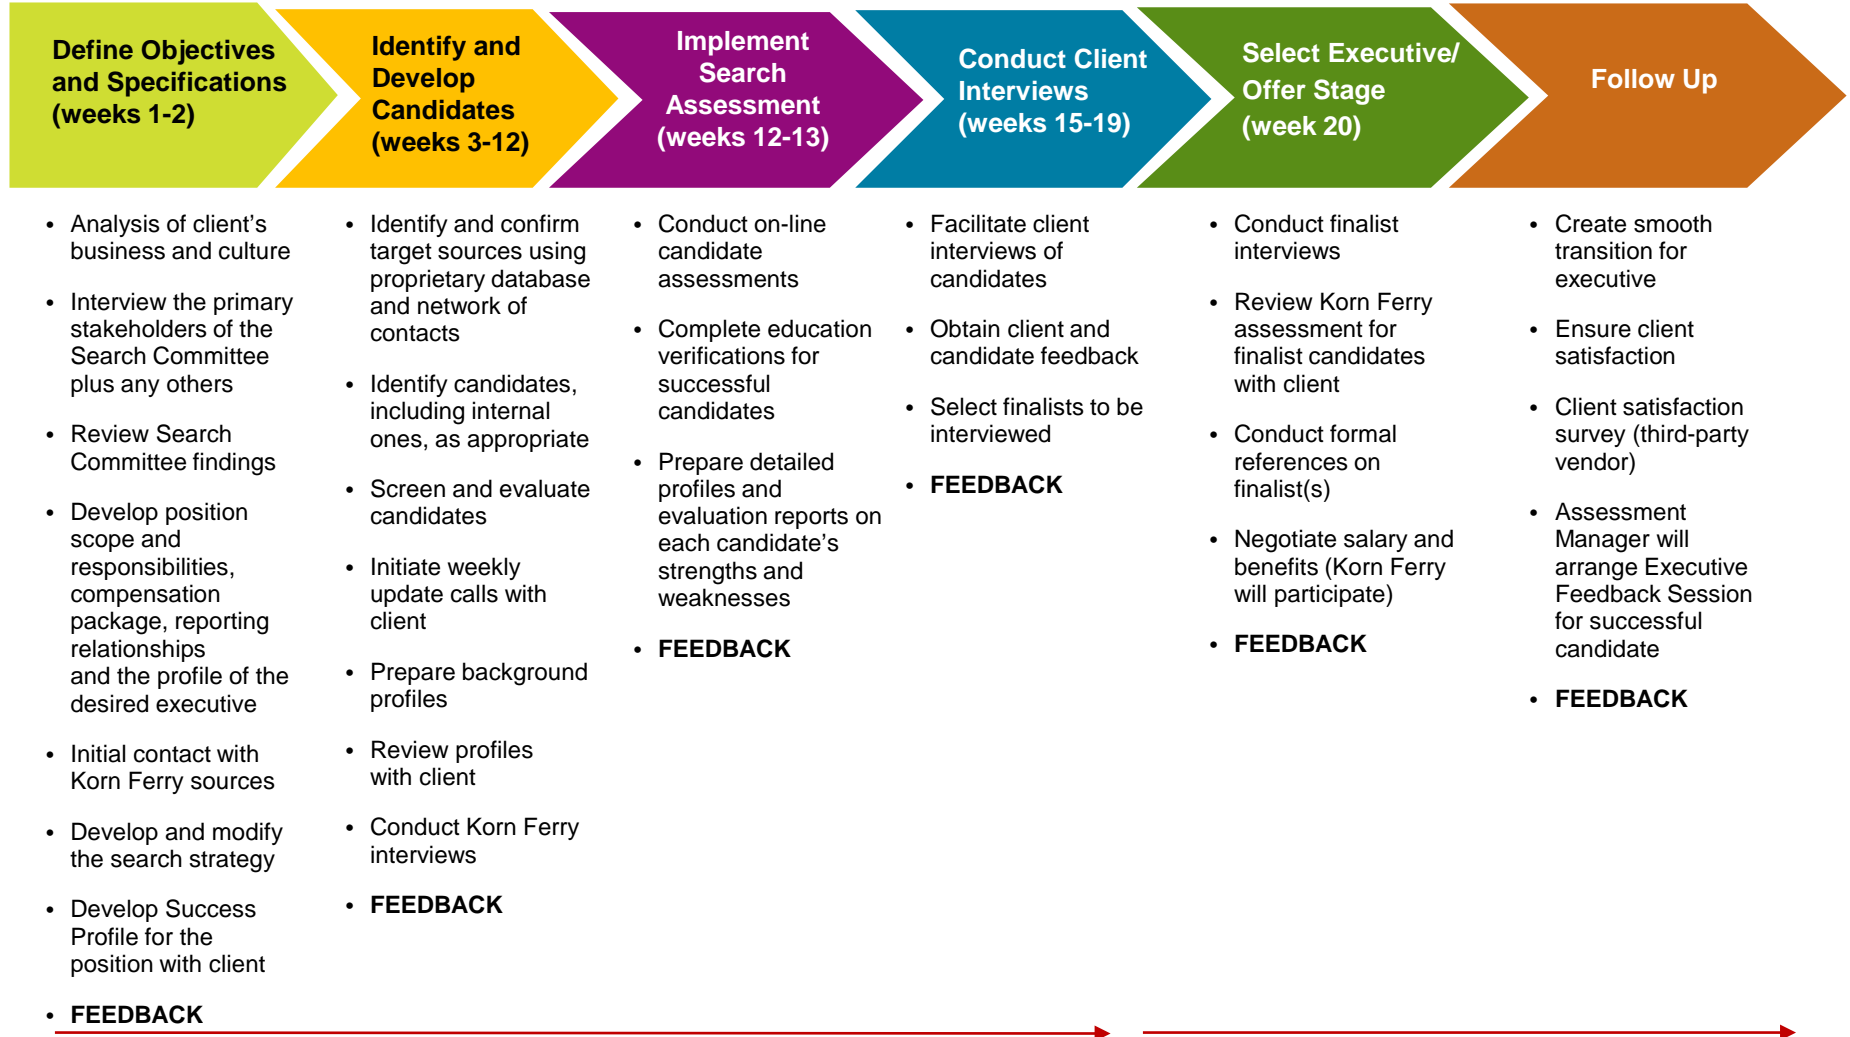 Define Objectives
and Specifications
(weeks 1-2)
Identify and
Develop
Candidates
(weeks 3-12)
Implement
Search
Assessment
(weeks 12-13)
Conduct Client
Interviews
(weeks 15-19)
Select Executive/
Offer Stage
(week 20)
Follow Up
• Analysis of client’s
business and culture
• Interview the primary
stakeholders of the
Search Committee
plus any others
• Review Search
Committee findings
• Develop position
scope and
responsibilities,
compensation
package, reporting
relationships
and the profile of the
desired executive
• Initial contact with
Korn Ferry sources
• Develop and modify
the search strategy
• Develop Success
Profile for the
position with client
• FEEDBACK
• Identify and confirm
target sources using
proprietary database
and network of
contacts
• Identify candidates,
including internal
ones, as appropriate
• Screen and evaluate
candidates
• Initiate weekly
update calls with
client
• Prepare background
profiles
• Review profiles
with client
• Conduct Korn Ferry
interviews
• FEEDBACK
• Conduct on-line
candidate
assessments
• Complete education
verifications for
successful
candidates
• Prepare detailed
profiles and
evaluation reports on
each candidate’s
strengths and
weaknesses
• FEEDBACK
• Facilitate client
interviews of
candidates
• Obtain client and
candidate feedback
• Select finalists to be
interviewed
• FEEDBACK
• Conduct finalist
interviews
• Review Korn Ferry
assessment for
finalist candidates
with client
• Conduct formal
references on
finalist(s)
• Negotiate salary and
benefits (Korn Ferry
will participate)
• FEEDBACK
• Create smooth
transition for
executive
• Ensure client
satisfaction
• Client satisfaction
survey (third-party
vendor)
• Assessment
Manager will
arrange Executive
Feedback Session
for successful
candidate
• FEEDBACK